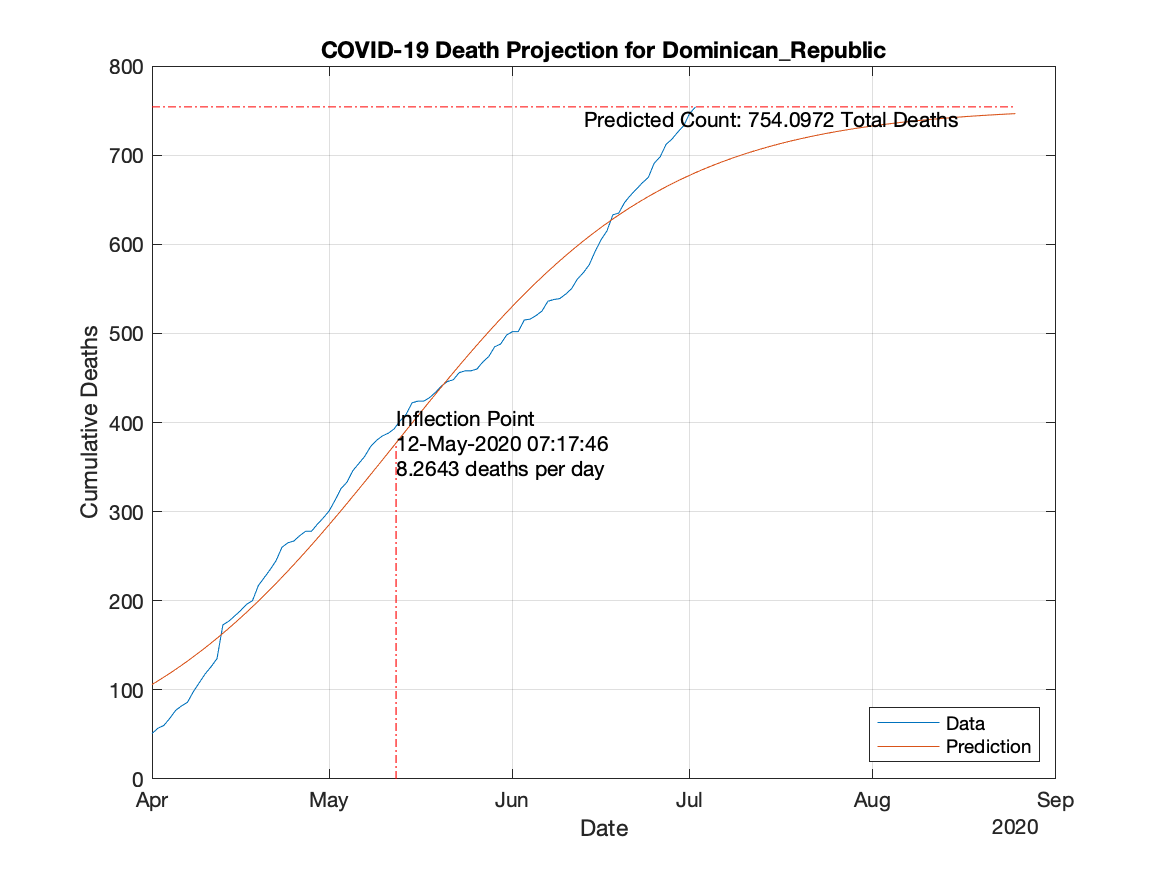 COVID-19 Death Projection for Dominican_Republic
800
700
600
500
400
300
200
100
0
Cumulative Deaths
Predicted Count: 754.0972 Total Deaths
Inflection Point
12-May-2020 07:17:46
8.2643 deaths per day
Data
Prediction
Apr
May
Jun
Jul
Aug
Sep
Date
2020